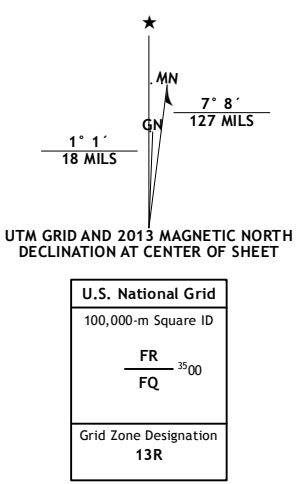 ★
MN
7° 8´
127 MILS
GN
1° 1´
18 MILS
UTM GRID AND 2013 MAGNETIC NORTH
DECLINATION AT CENTER OF SHEET
U.S. National Grid
100,000-m Square ID
FR
3500
FQ
Grid Zone Designation
13R